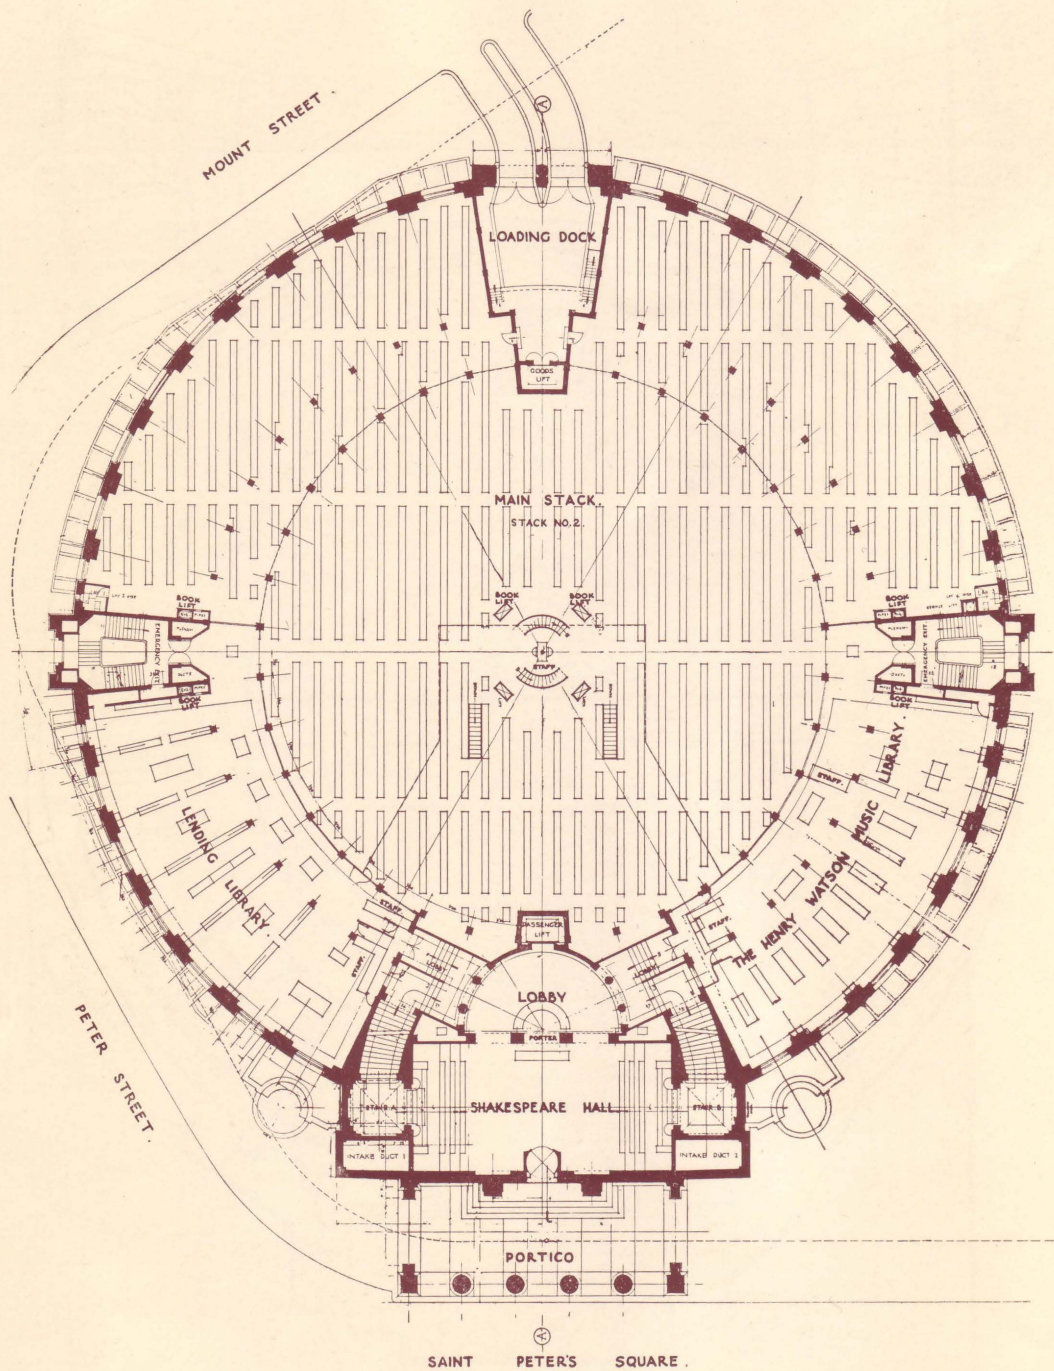 MOUNT STREET.
A
LOADING DOCK
GOODS
LIFT
MAIN STACK.
STACK NO. 2.
BOOK
LIFT
BOOK
LIFT
BOOK
LIFT
BOOK
LIFT
STAFF
EMERGENCY EXIT
EMERGENCY EXIT
DUCTS
BOOK
LIFT
BOOK
LIFT
LENDING
LIBRARY.
STAFF.
THE HENRY WATSON MUSIC LIBRARY.
STAFF.
STAFF.
STAFF.
PASSENGER
LIFT
LOBBY
LOBBY
LOBBY
PORTER
STAIR A.
SHAKESPEARE HALL.
STAIR B.
INTAKE DUCT 1
INTAKE DUCT 2
PETER STREET.
PORTICO
A
SAINT PETER'S SQUARE.